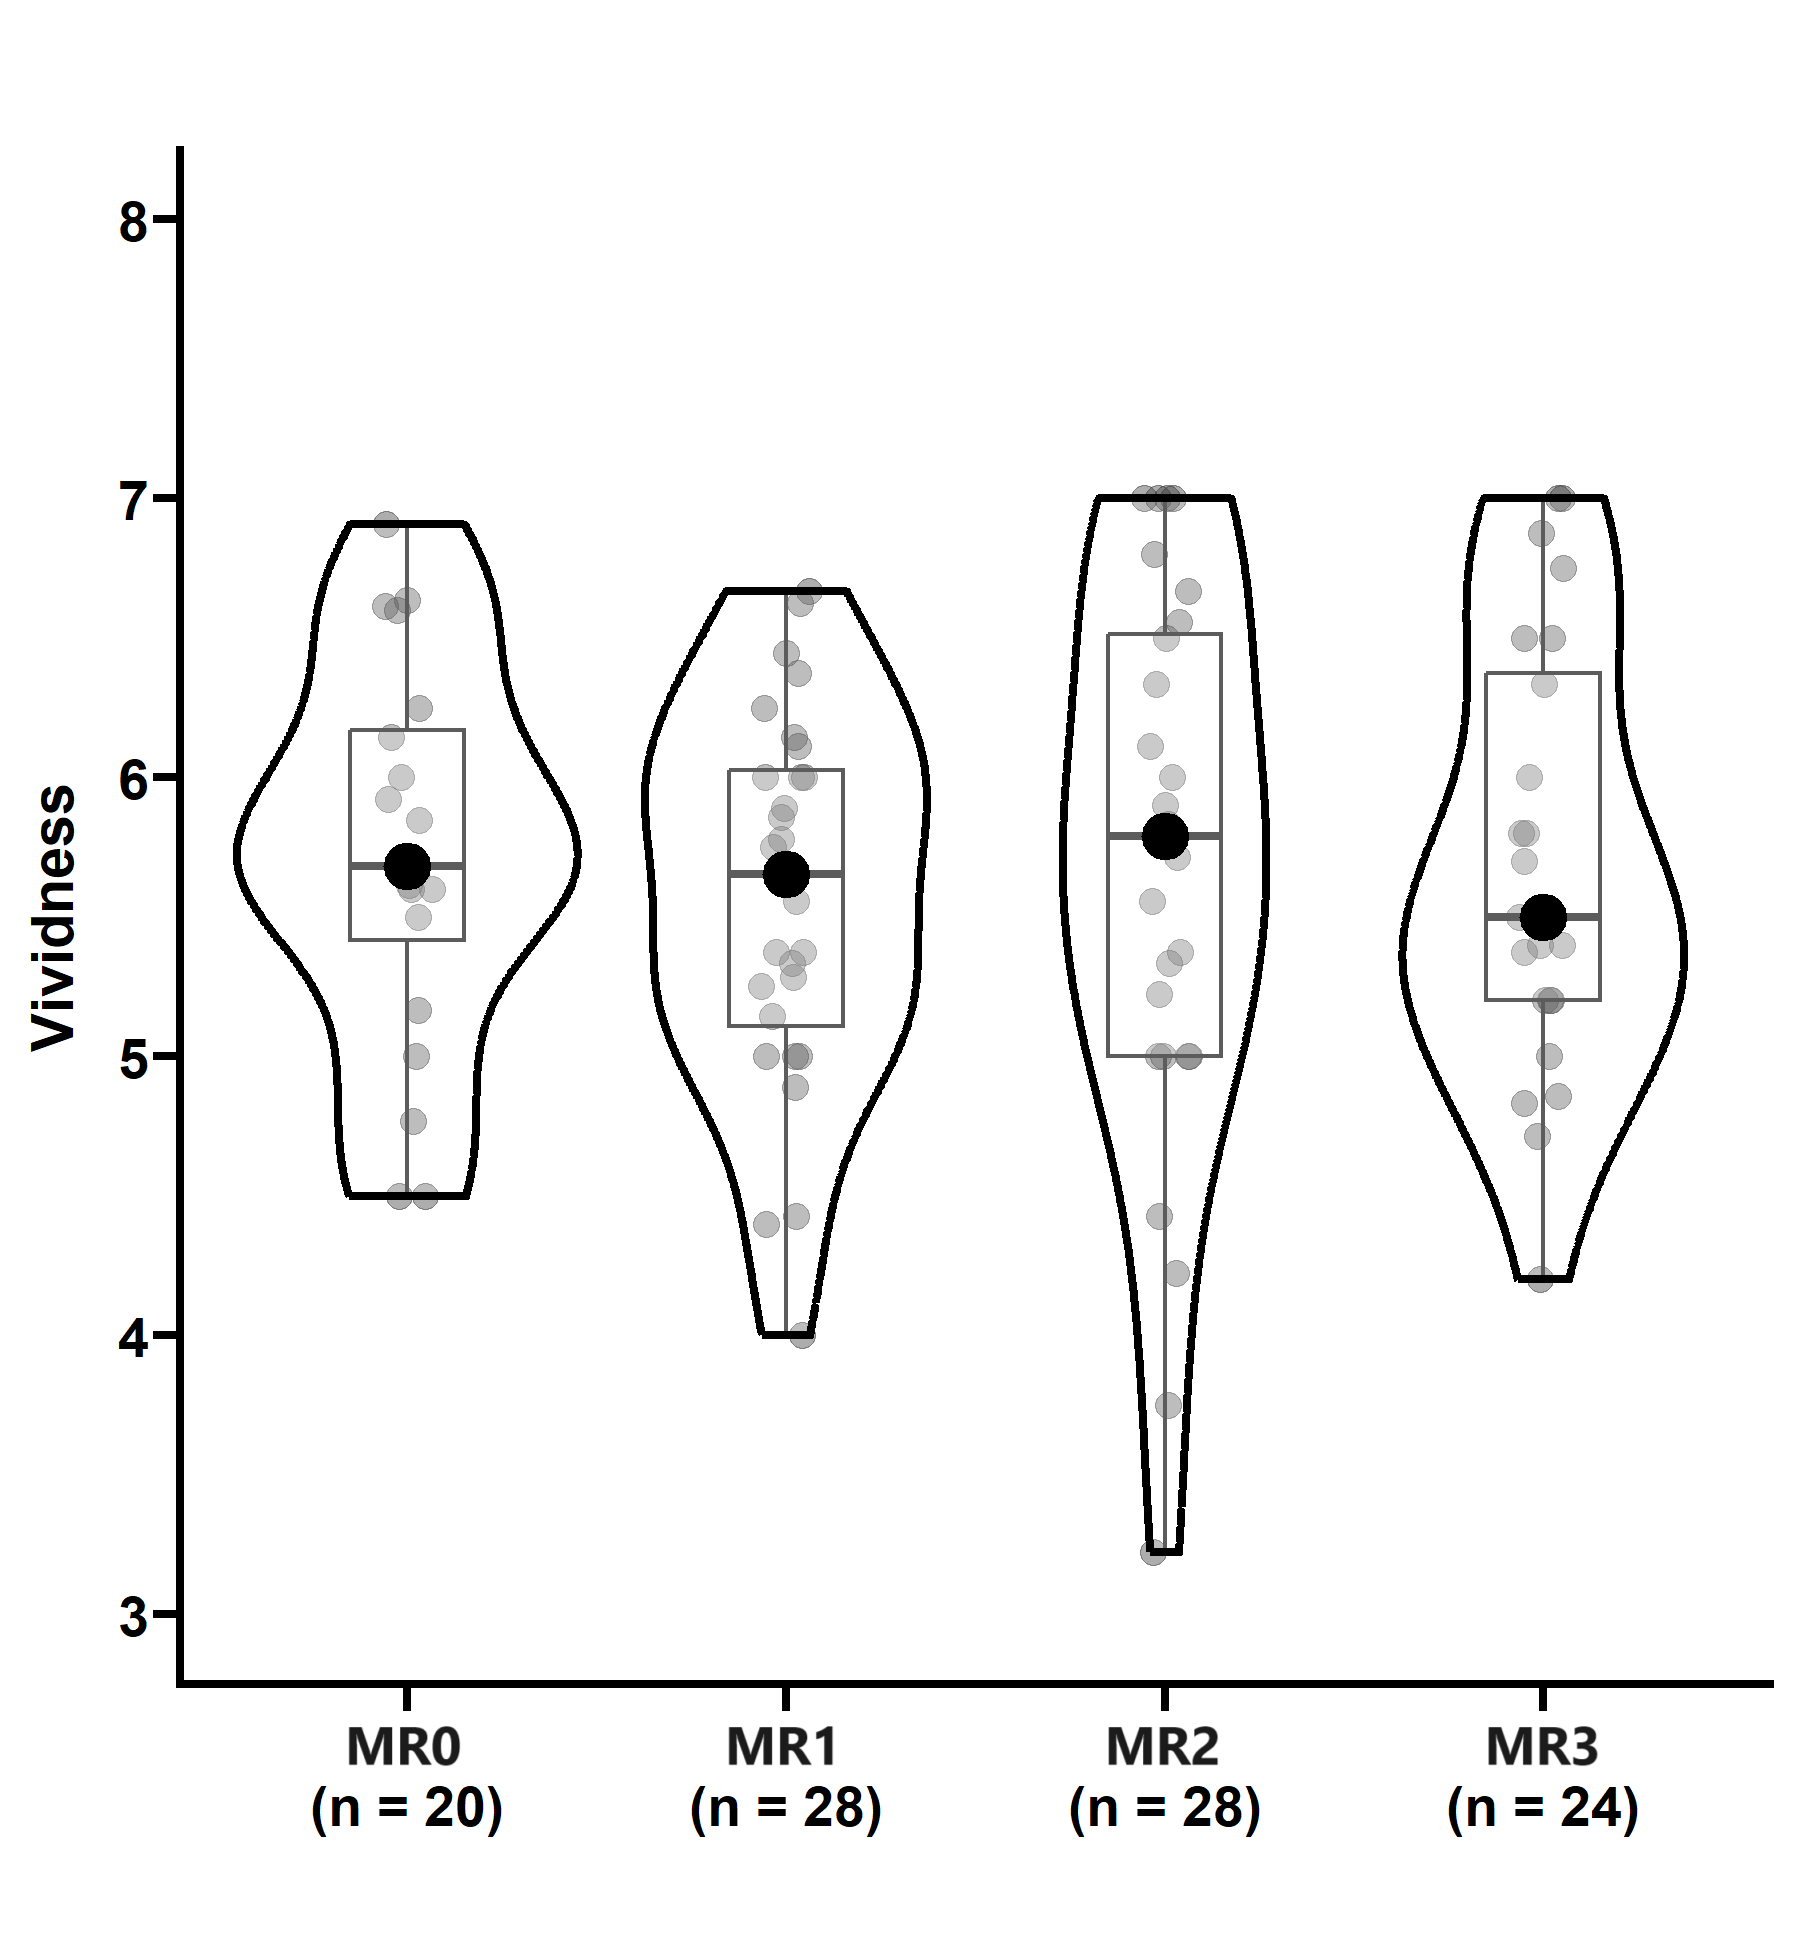 Vividness
8
7
6
5
4
3
MR0 MR1 MR2 MR3
(n = 20) (n = 28) (n = 28) (n = 24)